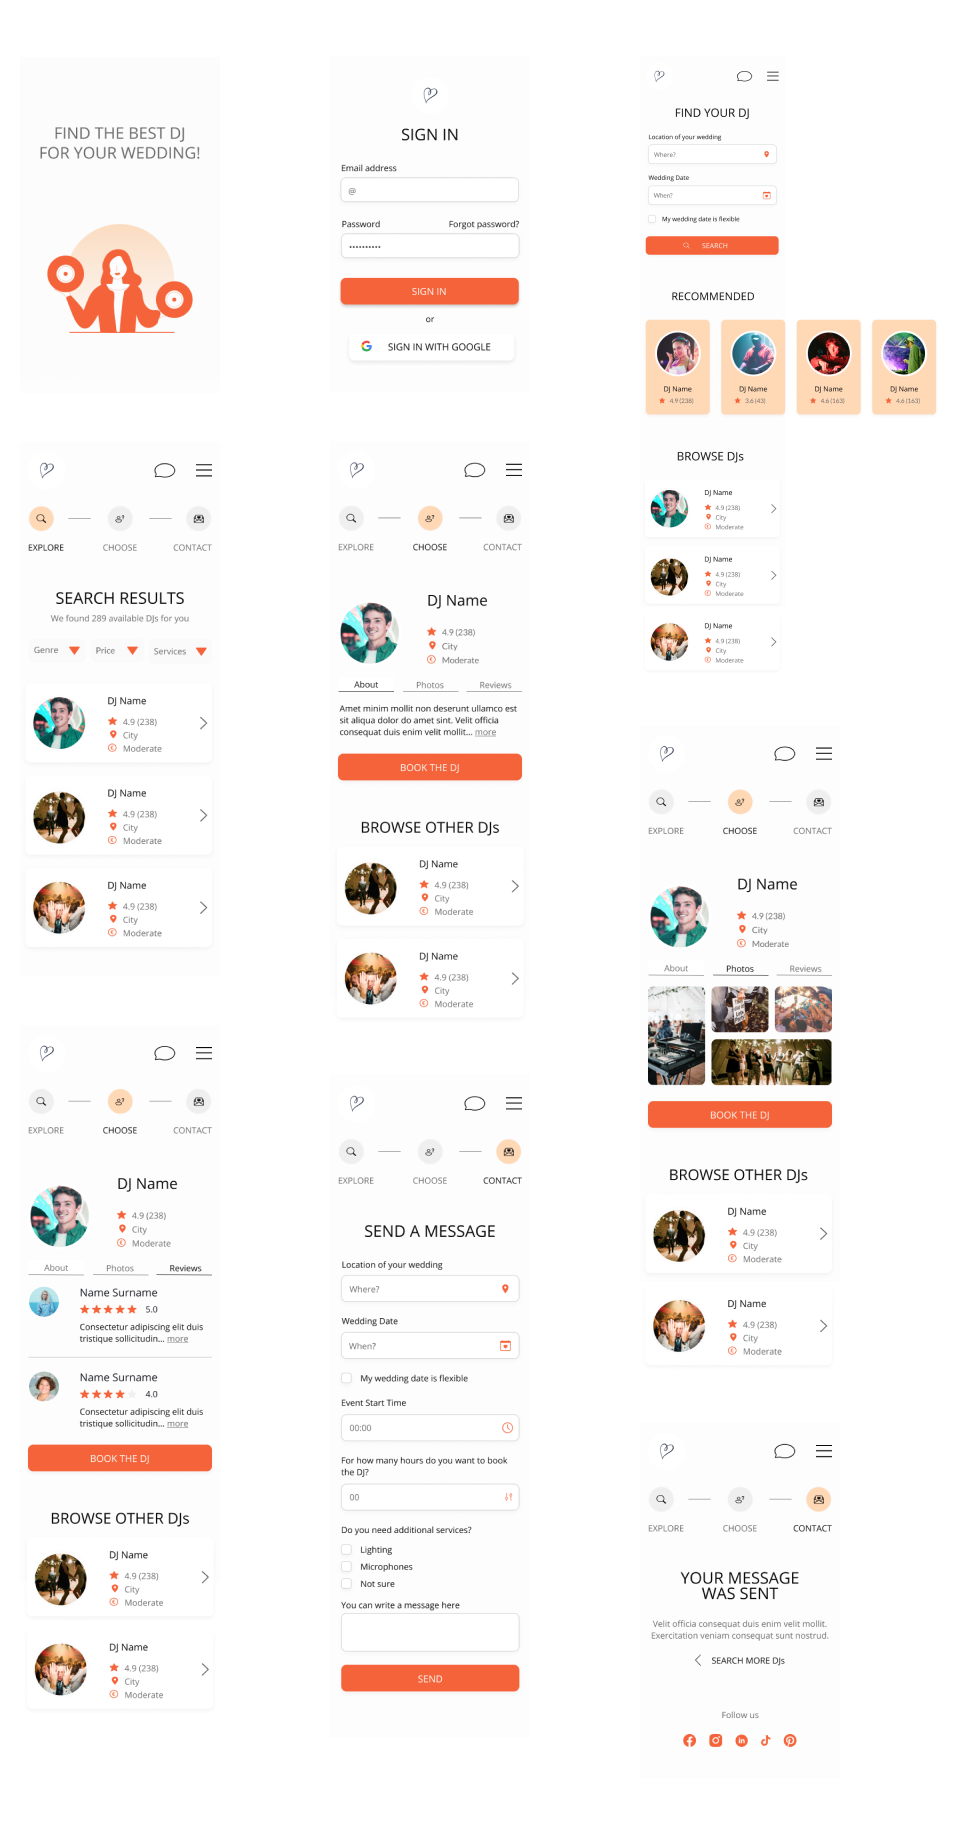 FIND THE BEST DJ
FOR YOUR WEDDING!
SIGN IN
Email address
@
Password
Forgot password?
••••••••••
SIGN IN
or
SIGN IN WITH GOOGLE
FIND YOUR DJ
Location of your wedding
Where?
Wedding Date
When?
My wedding date is flexible
SEARCH
RECOMMENDED
DJ Name
4.9 (238)
DJ Name
3.6 (43)
DJ Name
4.6 (163)
DJ Name
4.6 (163)
BROWSE DJs
DJ Name
4.9 (238)
City
Moderate
DJ Name
4.9 (238)
City
Moderate
DJ Name
4.9 (238)
City
Moderate
EXPLORE
CHOOSE
CONTACT
SEARCH RESULTS
We found 289 available DJs for you
Genre
Price
Services
DJ Name
4.9 (238)
City
Moderate
DJ Name
4.9 (238)
City
Moderate
DJ Name
4.9 (238)
City
Moderate
EXPLORE
CHOOSE
CONTACT
DJ Name
4.9 (238)
City
Moderate
About
Photos
Reviews
Amet minim mollit non deserunt ullamco est
sit aliqua dolor do amet sint. Velit officia
consequat duis enim velit mollit... more
BOOK THE DJ
BROWSE OTHER DJs
DJ Name
4.9 (238)
City
Moderate
DJ Name
4.9 (238)
City
Moderate
EXPLORE
CHOOSE
CONTACT
DJ Name
4.9 (238)
City
Moderate
About
Photos
Reviews
BOOK THE DJ
BROWSE OTHER DJs
DJ Name
4.9 (238)
City
Moderate
DJ Name
4.9 (238)
City
Moderate
EXPLORE
CHOOSE
CONTACT
DJ Name
4.9 (238)
City
Moderate
About
Photos
Reviews
Name Surname
5.0
Consectetur adipiscing elit duis
tristique sollicitudin... more
Name Surname
4.0
Consectetur adipiscing elit duis
tristique sollicitudin... more
BOOK THE DJ
BROWSE OTHER DJs
DJ Name
4.9 (238)
City
Moderate
DJ Name
4.9 (238)
City
Moderate
EXPLORE
CHOOSE
CONTACT
SEND A MESSAGE
Location of your wedding
Where?
Wedding Date
When?
My wedding date is flexible
Event Start Time
00:00
For how many hours do you want to book
the DJ?
00
Do you need additional services?
Lighting
Microphones
Not sure
You can write a message here
SEND
EXPLORE
CHOOSE
CONTACT
YOUR MESSAGE
WAS SENT
Velit officia consequat duis enim velit mollit.
Exercitation veniam consequat sunt nostrud.
SEARCH MORE DJs
Follow us